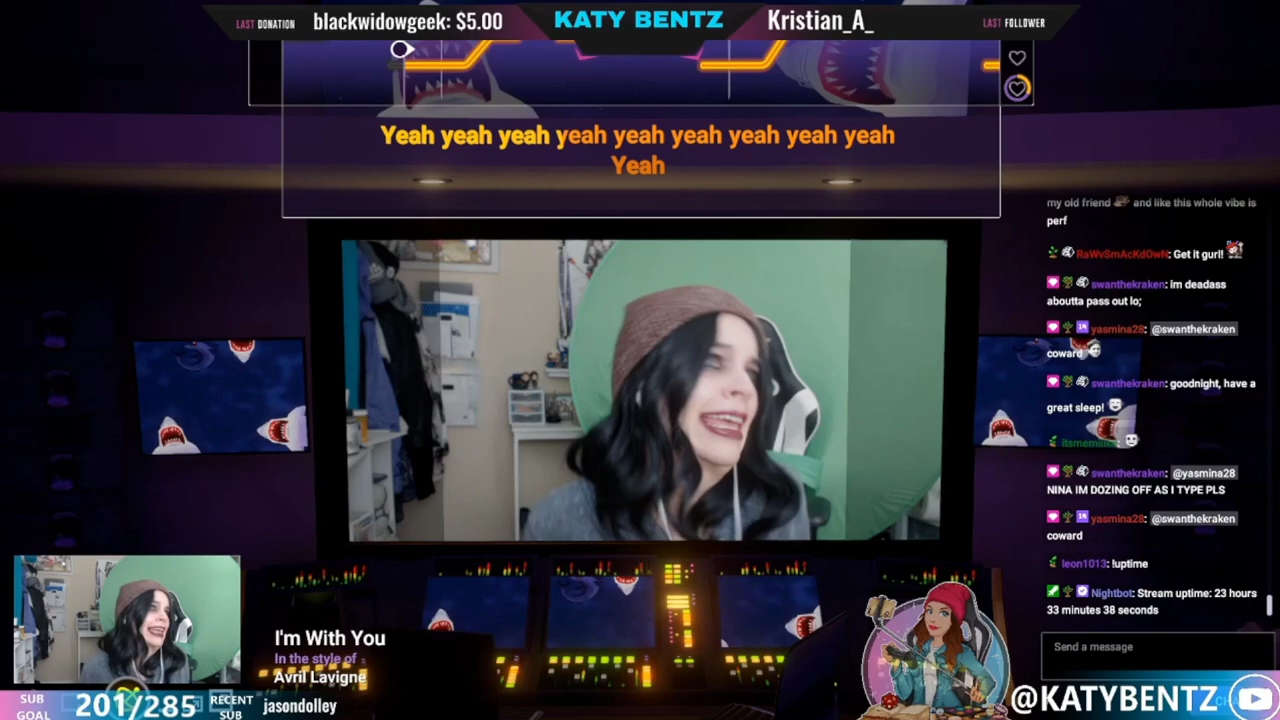 LAST DONATION blackwidowgeek: $5.00 KATY BENTZ Kristian_A_ LAST FOLLOWER
Yeah yeah yeah yeah yeah yeah yeah yeah yeah
Yeah
my old friend and like this whole vibe is
perf
RaWvSmAcKdOwN: Get it gurl!
swanthekraken: im deadass
aboutta pass out lo;
yasmina28: @swanthekraken
coward
swanthekraken: goodnight, have a
great sleep!
swanthekraken: @yasmina28
NINA IM DOZING OFF AS I TYPE PLS
yasmina28: @swanthekraken
coward
leon1013: !uptime
Nightbot: Stream uptime: 23 hours
33 minutes 38 seconds
Send a message
I'm With You
In the style of
Avril Lavigne
SUB GOAL 201/285 RECENT SUB jasondolley
@KATYBENTZ